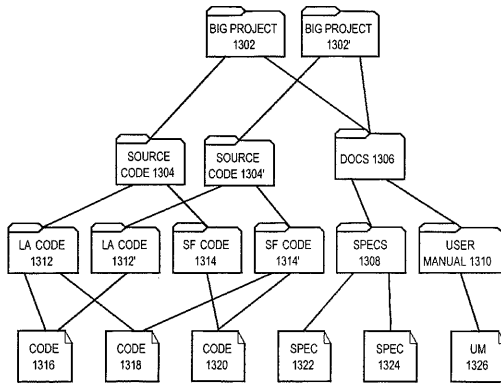 BIG PROJECT
1302
BIG PROJECT
1302'
SOURCE
CODE 1304
SOURCE
CODE 1304'
DOCS 1306
LA CODE
1312
LA CODE
1312'
SF CODE
1314
SF CODE
1314'
SPECS
1308
USER
MANUAL 1310
CODE
1316
CODE
1318
CODE
1320
SPEC
1322
SPEC
1324
UM
1326